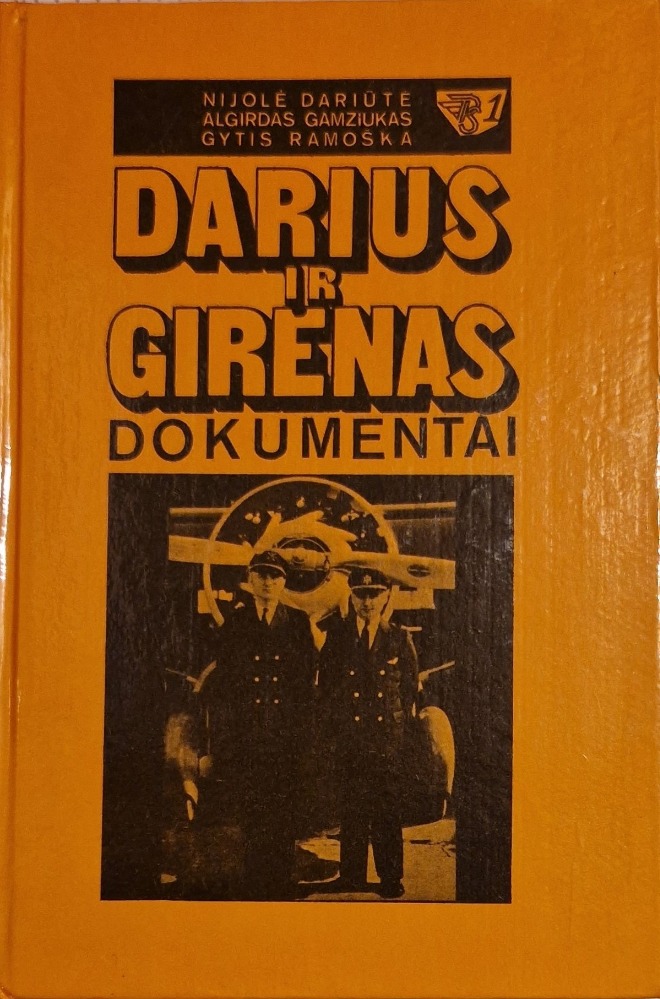 NIJOLĖ DARIŪTĖ
ALGIRDAS GAMZIUKAS
GYTIS RAMOŠKA
1
DARIUS
IR
GIRĖNAS
DOKUMENTAI